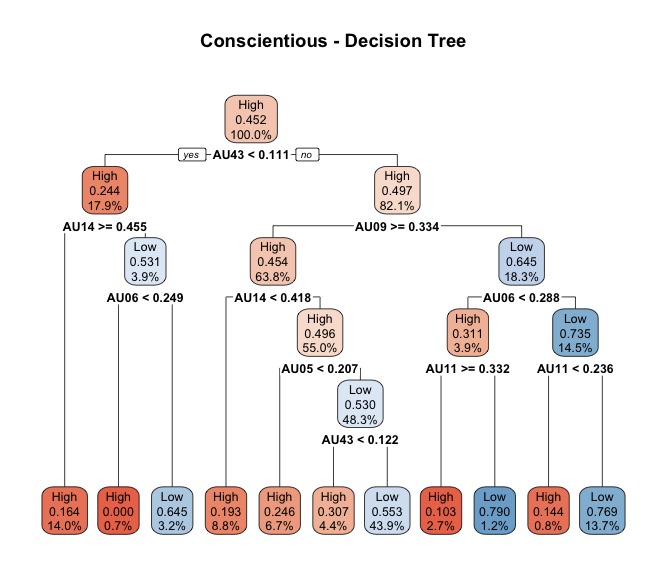 Conscientious - Decision Tree
High
0.452
100.0%
yes AU43 < 0.111 no
High
0.244
17.9%
High
0.497
82.1%
AU14 >= 0.455
AU09 >= 0.334
Low
0.531
3.9%
High
0.454
63.8%
Low
0.645
18.3%
AU06 < 0.249
AU14 < 0.418
AU06 < 0.288
High
0.496
55.0%
High
0.311
3.9%
Low
0.735
14.5%
AU05 < 0.207
AU11 >= 0.332
AU11 < 0.236
Low
0.530
48.3%
AU43 < 0.122
High
0.164
14.0%
High
0.000
0.7%
Low
0.645
3.2%
High
0.193
8.8%
High
0.246
6.7%
High
0.307
4.4%
Low
0.553
43.9%
High
0.103
2.7%
Low
0.790
1.2%
High
0.144
0.8%
Low
0.769
13.7%